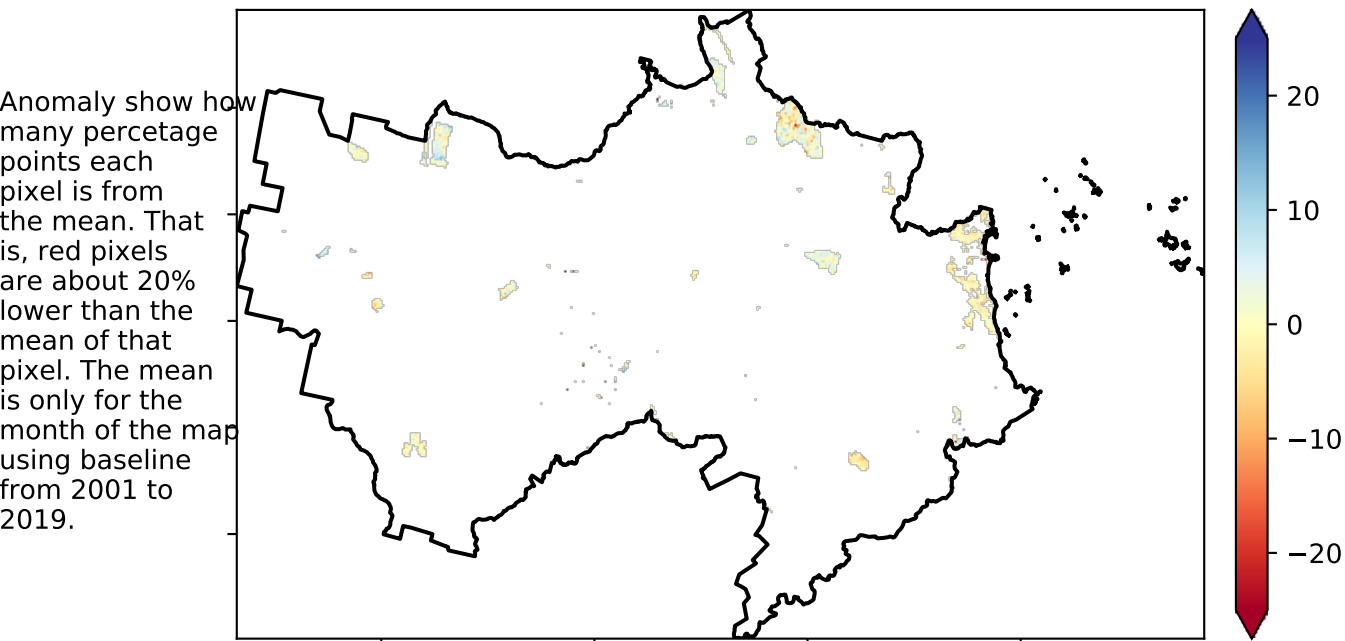 Anomaly show how
many percetage
points each
pixel is from
the mean. That
is, red pixels
are about 20%
lower than the
mean of that
pixel. The mean
is only for the
month of the map
using baseline
from 2001 to
2019.
20
10
0
−10
−20